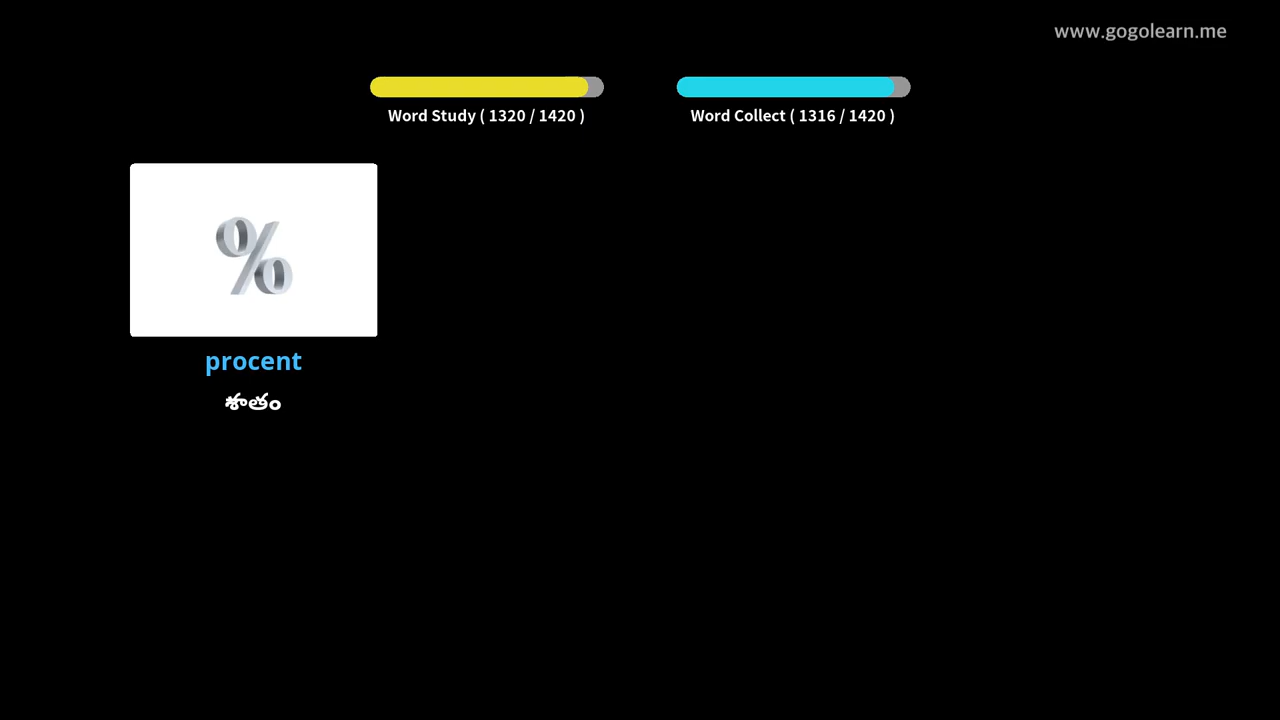 www.gogolearn.me
Word Study ( 1320 / 1420 )
Word Collect ( 1316 / 1420 )
%
procent
శాతం